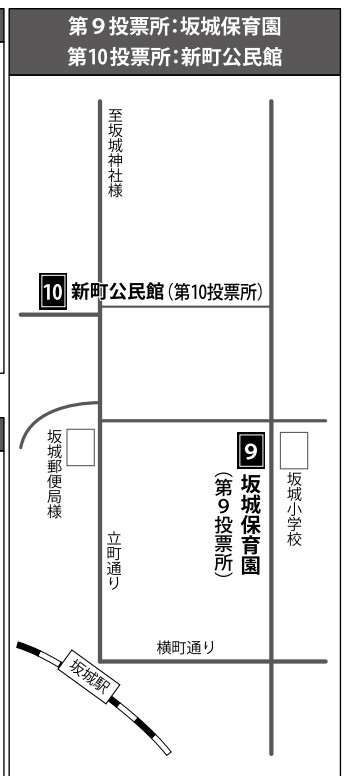 第9投票所：坂城保育園
第10投票所：新町公民館
至坂城神社様
10 新町公民館（第10投票所）
坂城郵便局様
9 坂城保育園
（第9投票所）
坂城小学校
立町通り
横町通り
坂城駅